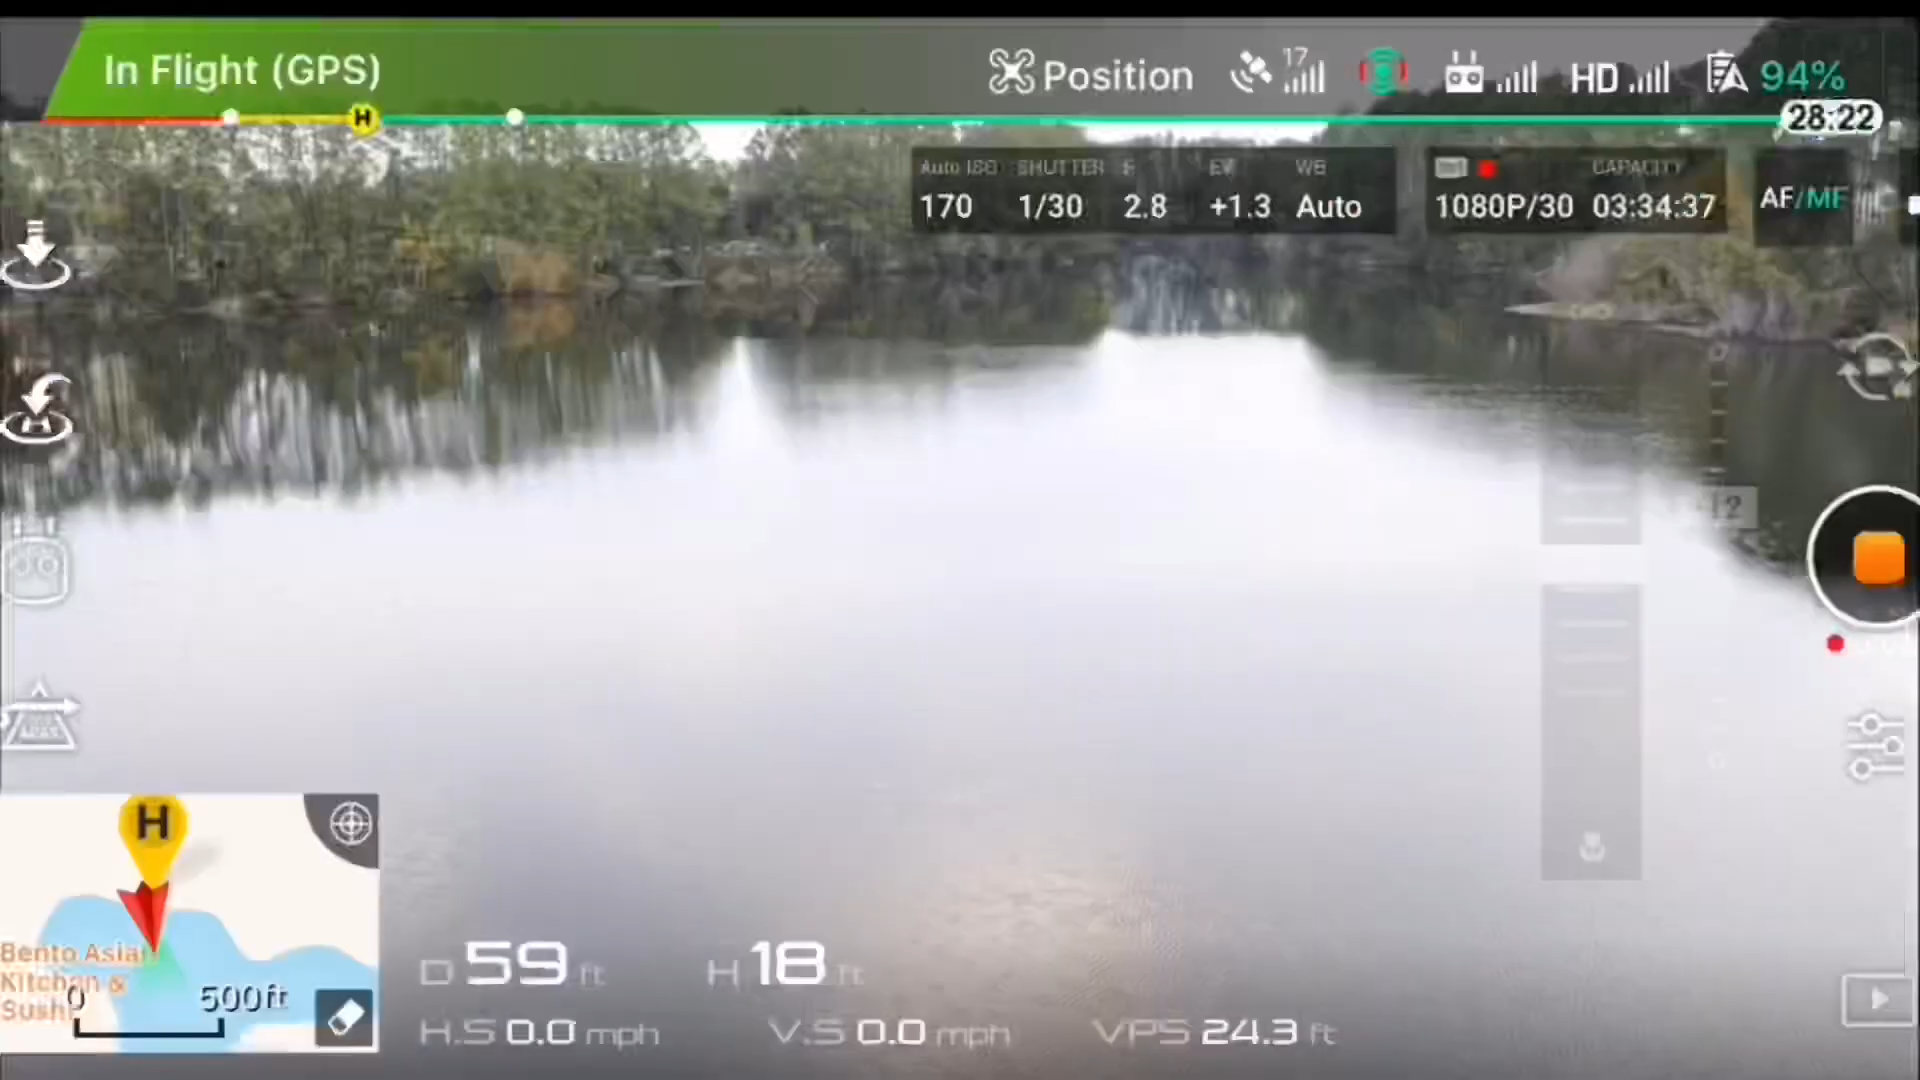 In Flight (GPS)
Position
17
HD
94%
H
28:22
Auto ISO SHUTTER F EV WB
170 1/30 2.8 +1.3 Auto
CAPACITY
1080P/30 03:34:37
AF/MF
12
H
Bento Asian
Kitchen &
Sushi
0 500ft
D 59 ft H 18 ft
H.S 0.0 mph V.S 0.0 mph VPS 24.3 ft